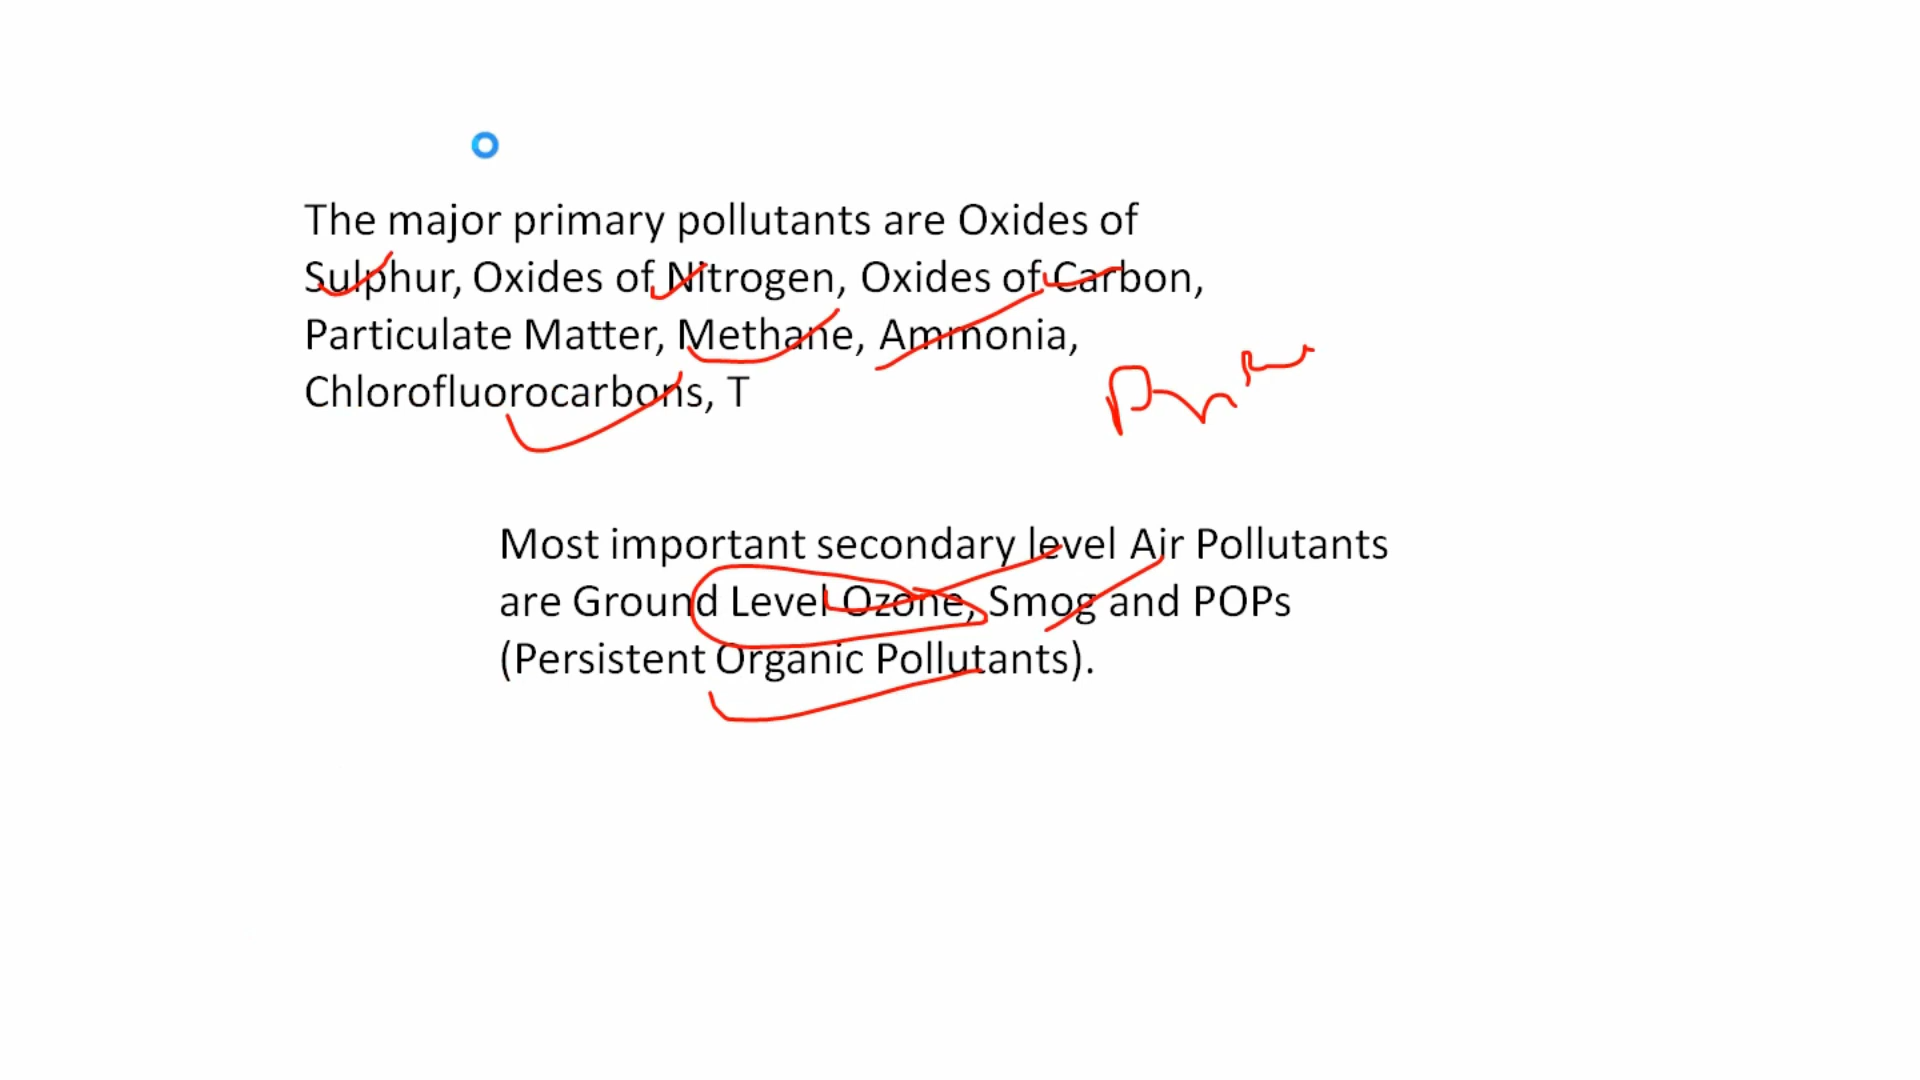 The major primary pollutants are Oxides of
Sulphur, Oxides of Nitrogen, Oxides of Carbon,
Particulate Matter, Methane, Ammonia,
Chlorofluorocarbons, T
Most important secondary level Air Pollutants
are Ground Level Ozone, Smog and POPs
(Persistent Organic Pollutants).